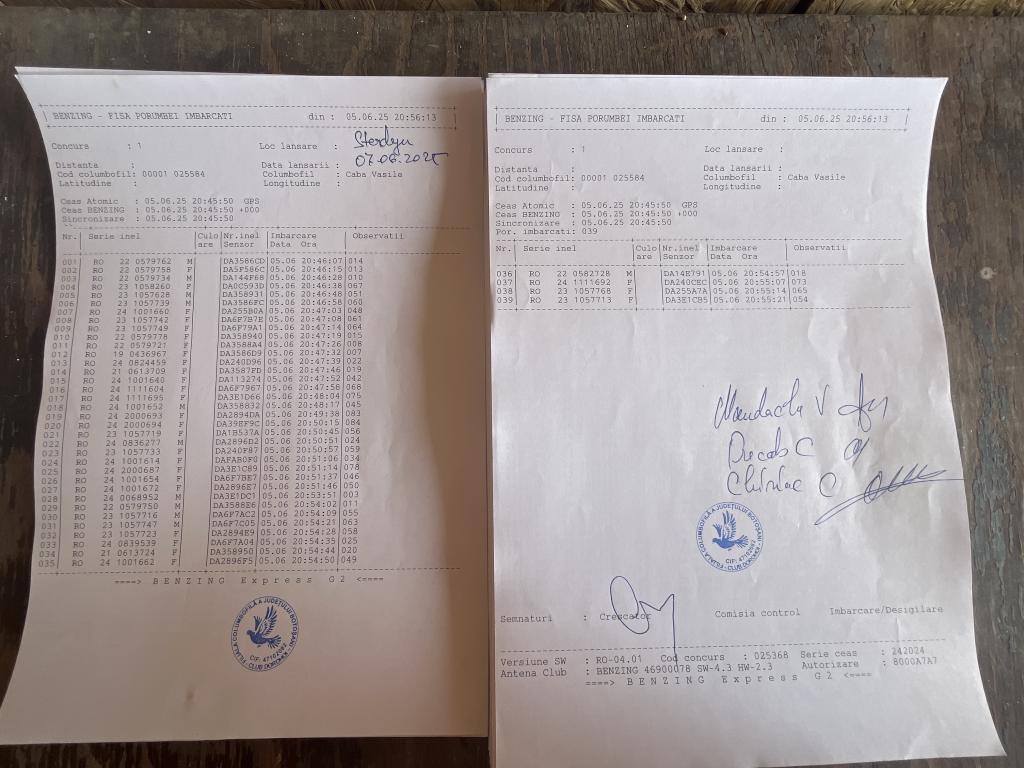 BENZING - FISA PORUMBEI IMBARCATI din : 05.06.25 20:56:13
Concurs : 1 Loc lansare :
07.06.2025
Distanta : Data lansarii :
Cod columbofil: 00001 025584 Columbofil : Caba Vasile
Latitudine : Longitudine :
Ceas Atomic : 05.06.25 20:45:50 GPS
Ceas BENZING : 05.06.25 20:45:50 +000
Sincronizare : 05.06.25 20:45:50
Nr. Serie inel Culo Nr.inel Imbarcare Observatii
are Senzor Data Ora
001 RO 22 0579762 M DA3586CD 05.06 20:46:07 014
002 RO 22 0579758 F DA5F586C 05.06 20:46:15 013
003 RO 22 0579734 M DA144F68 05.06 20:46:28 010
004 RO 23 1058260 F DA0C593D 05.06 20:46:38 067
005 RO 23 1057628 M DA358931 05.06 20:46:48 051
006 RO 23 1057739 M DA3586FC 05.06 20:46:58 060
007 RO 24 1001660 F DA255B0A 05.06 20:47:03 048
008 RO 23 1057742 F DA6F7B7E 05.06 20:47:08 061
009 RO 23 1057749 F DA6F79A1 05.06 20:47:14 064
010 RO 22 0579778 F DA358940 05.06 20:47:19 015
011 RO 22 0579721 F DA3588A4 05.06 20:47:26 008
012 RO 19 0436967 F DA3586D9 05.06 20:47:32 007
013 RO 24 0824459 F DA240D96 05.06 20:47:39 022
014 RO 21 0613709 F DA3587FD 05.06 20:47:46 019
015 RO 24 1001640 F DA113274 05.06 20:47:52 042
016 RO 24 1111604 F DA6F7967 05.06 20:47:58 068
017 RO 24 1111695 F DA3E1D66 05.06 20:48:04 075
018 RO 24 1001652 M DA358832 05.06 20:48:17 045
019 RO 24 2000693 F DA2894DA 05.06 20:49:38 083
020 RO 24 2000694 F DA39EF9C 05.06 20:50:15 084
021 RO 23 1057719 F DA1B537A 05.06 20:50:45 056
022 RO 24 0836277 M DA2896D2 05.06 20:50:51 024
023 RO 23 1057733 F DA240F87 05.06 20:50:57 059
024 RO 24 1001614 F DAFAB0F0 05.06 20:51:06 034
025 RO 24 2000687 F DA3E1C89 05.06 20:51:14 078
026 RO 24 1001654 F DA6F7BE7 05.06 20:51:37 046
027 RO 24 1001672 F DA2896E7 05.06 20:51:46 050
028 RO 24 0068952 M DA3E1DC1 05.06 20:53:51 003
029 RO 22 0579750 M DA3588E6 05.06 20:54:02 011
030 RO 23 1057716 M DA6F7AC2 05.06 20:54:09 055
031 RO 23 1057747 M DA6F7C05 05.06 20:54:21 063
032 RO 23 1057723 F DA2894E9 05.06 20:54:28 058
033 RO 24 0839539 F DA6F7A04 05.06 20:54:35 025
034 RO 21 0613724 F DA358950 05.06 20:54:44 020
035 RO 24 1001662 F DA2896F5 05.06 20:54:50 049
====> BENZING Express G2 <====
FILIALA COLUMBOFILĂ A JUDEȚULUI BOTOȘANI
CIF: 47102082
BENZING - FISA PORUMBEI IMBARCATI din : 05.06.25 20:56:13
Concurs : 1 Loc lansare :
Distanta : Data lansarii :
Cod columbofil: 00001 025584 Columbofil : Caba Vasile
Latitudine : Longitudine :
Ceas Atomic : 05.06.25 20:45:50 GPS
Ceas BENZING : 05.06.25 20:45:50 +000
Sincronizare : 05.06.25 20:45:50
Por. imbarcati: 039
Nr. Serie inel Culo Nr.inel Imbarcare Observatii
are Senzor Data Ora
036 RO 22 0582728 M DA14E791 05.06 20:54:57 018
037 RO 24 1111692 F DA240CEC 05.06 20:55:07 073
038 RO 23 1057768 F DA255A7A 05.06 20:55:14 065
039 RO 23 1057713 F DA3E1CB5 05.06 20:55:21 054
FILIALA COLUMBOFILĂ A JUDEȚULUI BOTOȘANI
CIF: 47102082
Semnaturi : Crescator Comisia control Imbarcare/Desigilare
Versiune SW : RO-04.01 Cod concurs : 025368 Serie ceas : 242024
Antena Club : BENZING 46900078 SW-4.3 HW-2.3 Autorizare : 8000A7A7
====> BENZING Express G2 <====